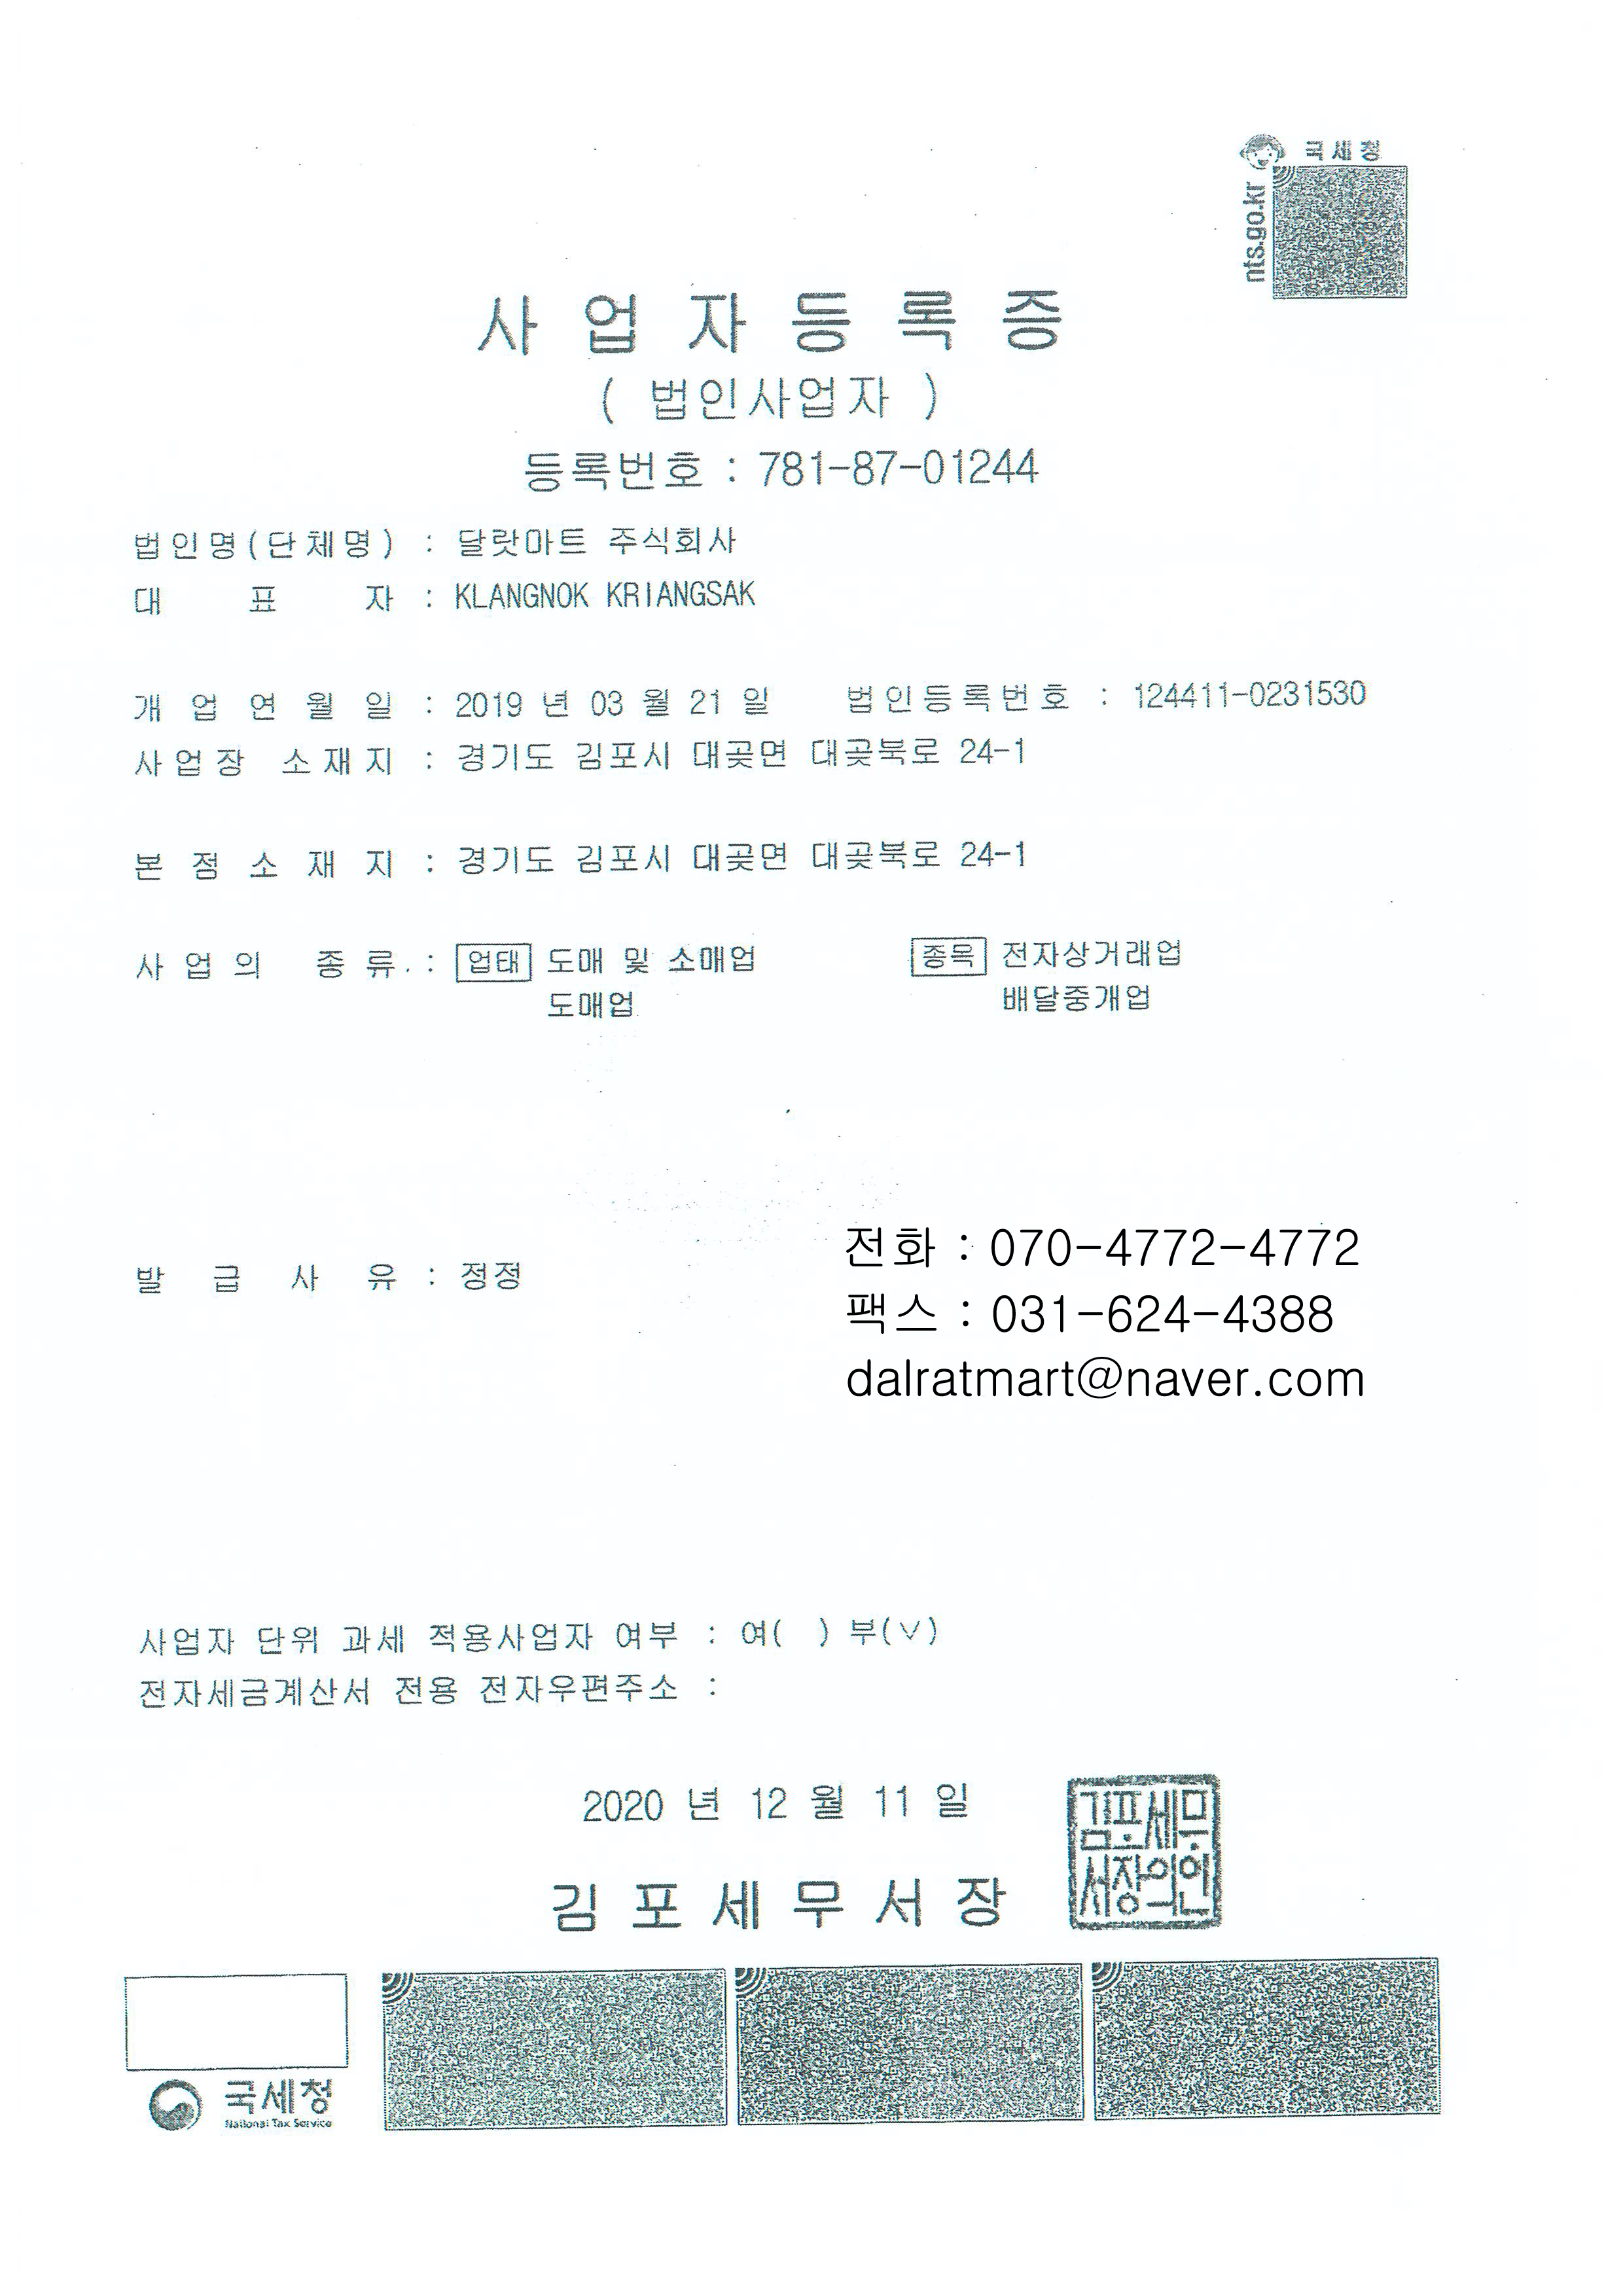 국세청
nts.go.kr
사 업 자 등 록 증
( 법인사업자 )
등록번호 : 781-87-01244
법인명(단체명) : 달랏마트 주식회사
대 표 자 : KLANGNOK KRIANGSAK
개 업 연 월 일 : 2019 년 03 월 21 일 법인등록번호 : 124411-0231530
사업장 소재지 : 경기도 김포시 대곶면 대곶북로 24-1
본 점 소 재 지 : 경기도 김포시 대곶면 대곶북로 24-1
사 업 의 종 류 : 업태 도매 및 소매업 종목 전자상거래업
도매업 배달중개업
전화 : 070-4772-4772
발 급 사 유 : 정정
팩스 : 031-624-4388
dalratmart@naver.com
사업자 단위 과세 적용사업자 여부 : 여( ) 부(∨)
전자세금계산서 전용 전자우편주소 :
2020 년 12 월 11 일
김 포 세 무 서 장
김포세무
서장의인
국세청
National Tax Service